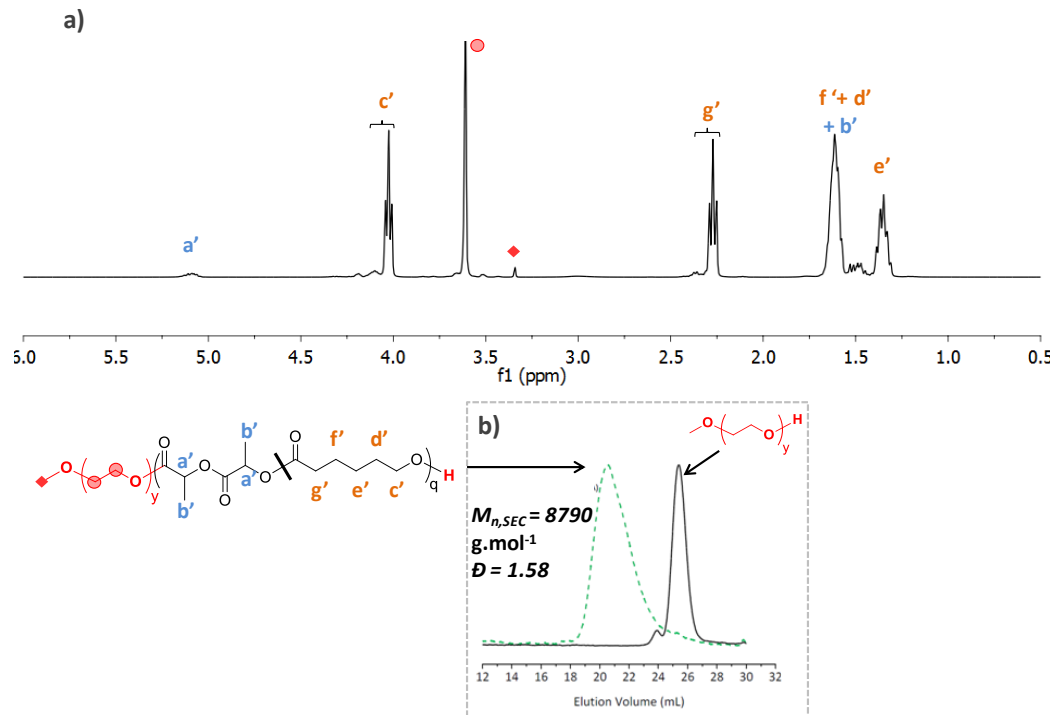 a)
c'
f '+ d'
+ b'
g'
e'
a'
6.0 5.5 5.0 4.5 4.0 3.5 3.0 2.5 2.0 1.5 1.0 0.5
f1 (ppm)
b)
O H
O y
O b' O f' d'
O O a' O O H
y O a' O q
b' O g' e' c'
M n,SEC = 8790
g.mol-1
Đ = 1.58
12 14 16 18 20 22 24 26 28 30 32
Elution Volume (mL)